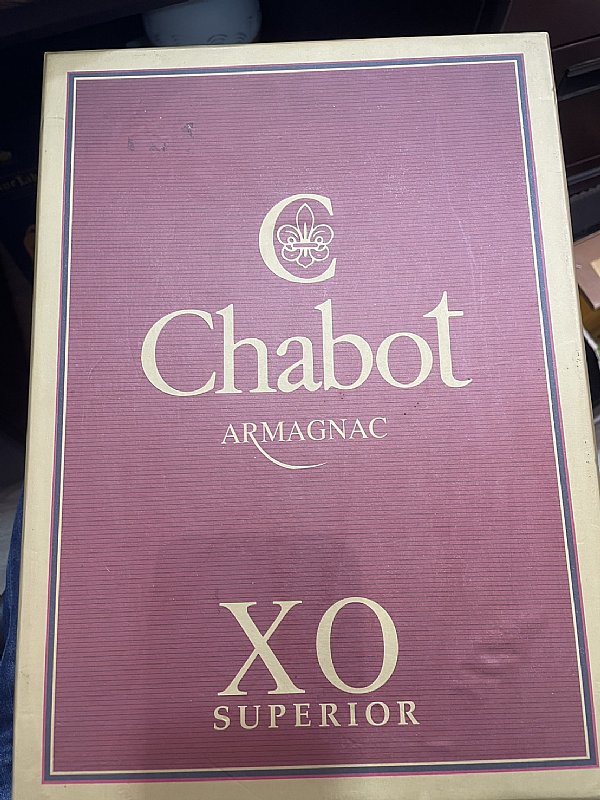 C
Chabot
ARMAGNAC
XO
SUPERIOR